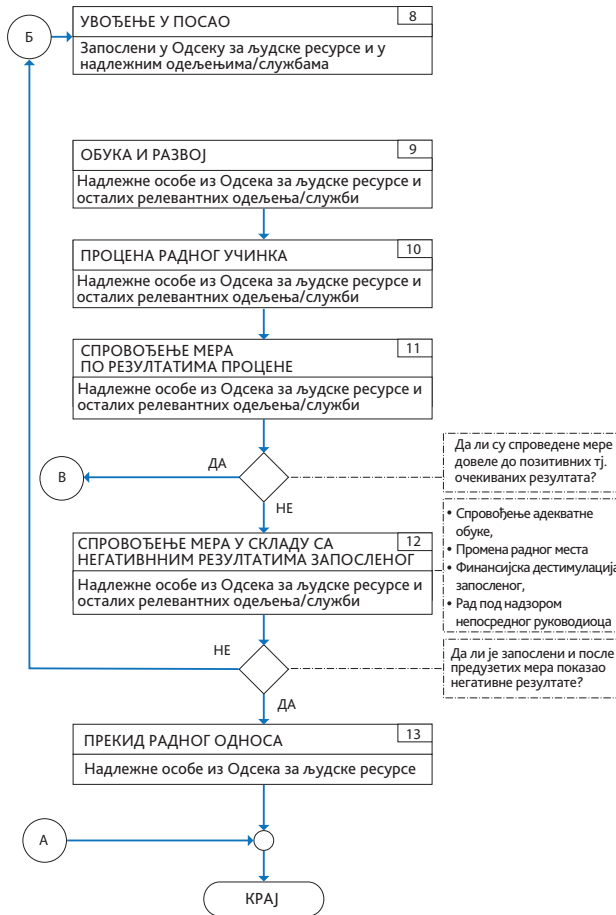 Б
УВОЂЕЊЕ У ПОСАО
8
Запослени у Одсеку за људске ресурсе и у
надлежним одељењима/службама
ОБУКА И РАЗВОЈ
9
Надлежне особе из Одсека за људске ресурсе и
осталих релевантних одељења/служби
ПРОЦЕНА РАДНОГ УЧИНКА
10
Надлежне особе из Одсека за људске ресурсе и
осталих релевантних одељења/служби
СПРОВОЂЕЊЕ МЕРА
ПО РЕЗУЛТАТИМА ПРОЦЕНЕ
11
Надлежне особе из Одсека за људске ресурсе и
осталих релевантних одељења/служби
В
ДА
НЕ
Да ли су спроведене мере
довеле до позитивних тј.
очекиваних резултата?
СПРОВОЂЕЊЕ МЕРА У СКЛАДУ СА
НЕГАТИВННИМ РЕЗУЛТАТИМА ЗАПОСЛЕНОГ
12
Надлежне особе из Одсека за људске ресурсе и
осталих релевантних одељења/служби
• Спровођење адекватне
обуке,
• Промена радног места
• Финансијска дестимулација
запосленог,
• Рад под надзором
непосредног руководиоца
НЕ
ДА
Да ли је запослени и после
предузетих мера показао
негативне резултате?
ПРЕКИД РАДНОГ ОДНОСА
13
Надлежне особе из Одсека за људске ресурсе
А
КРАЈ